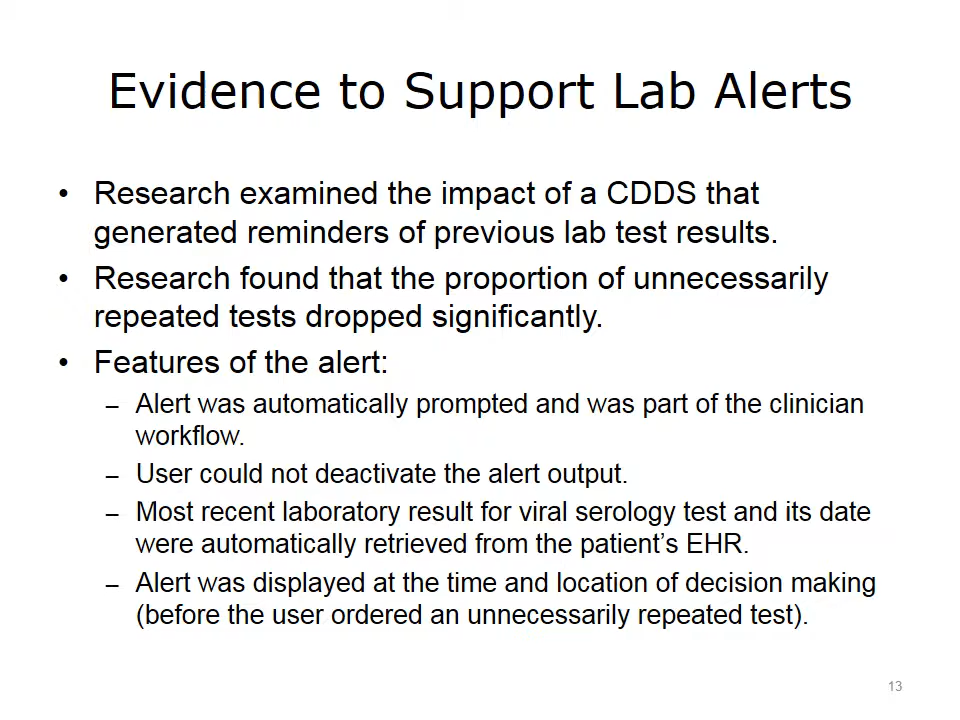 Evidence to Support Lab Alerts
• Research examined the impact of a CDDS that
generated reminders of previous lab test results.
• Research found that the proportion of unnecessarily
repeated tests dropped significantly.
• Features of the alert:
– Alert was automatically prompted and was part of the clinician
workflow.
– User could not deactivate the alert output.
– Most recent laboratory result for viral serology test and its date
were automatically retrieved from the patient’s EHR.
– Alert was displayed at the time and location of decision making
(before the user ordered an unnecessarily repeated test).
13